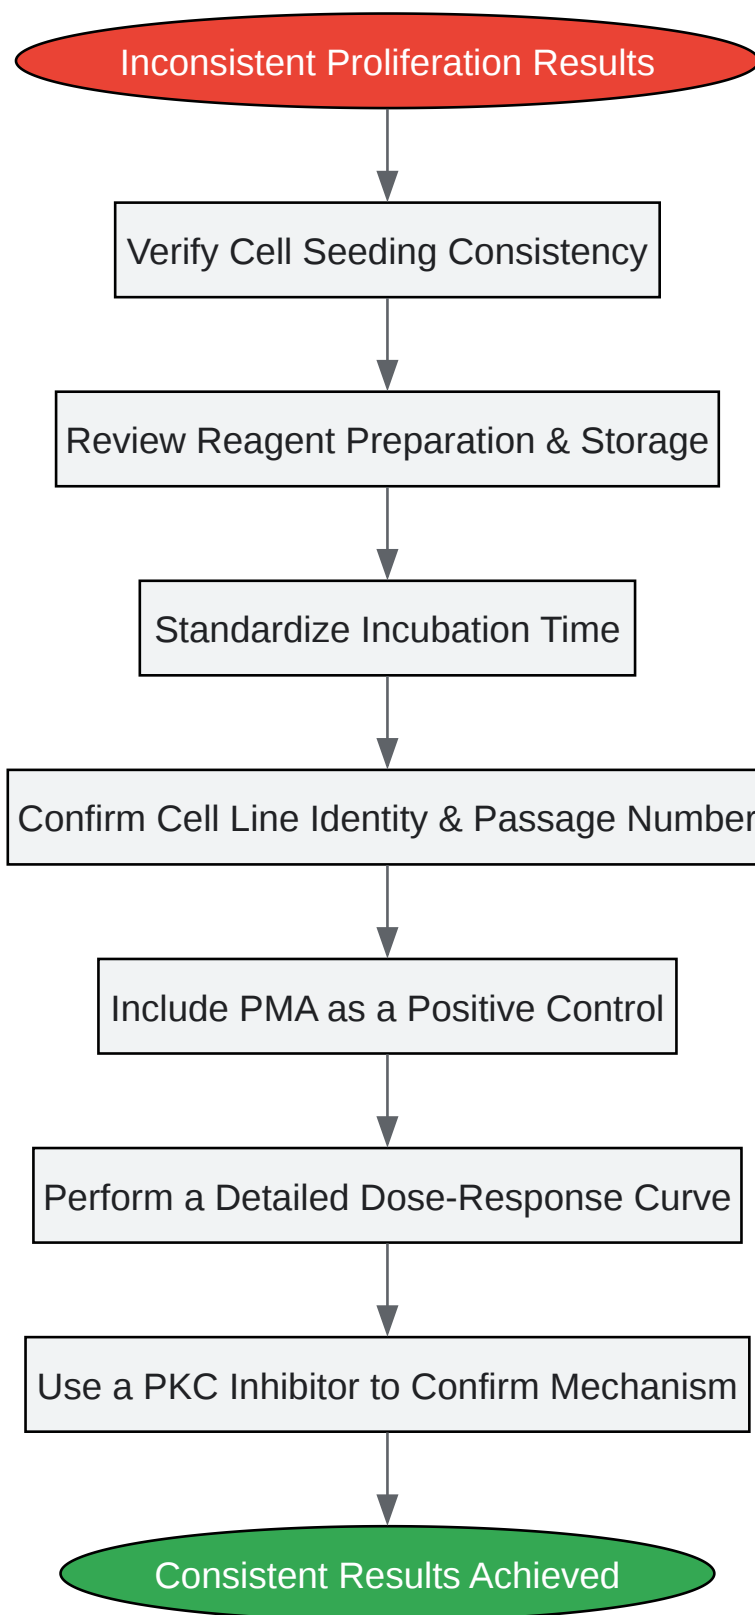 Inconsistent Proliferation Results
Verify Cell Seeding Consistency
Review Reagent Preparation & Storage
Standardize Incubation Time
Confirm Cell Line Identity & Passage Number
Include PMA as a Positive Control
Perform a Detailed Dose-Response Curve
Use a PKC Inhibitor to Confirm Mechanism
Consistent Results Achieved